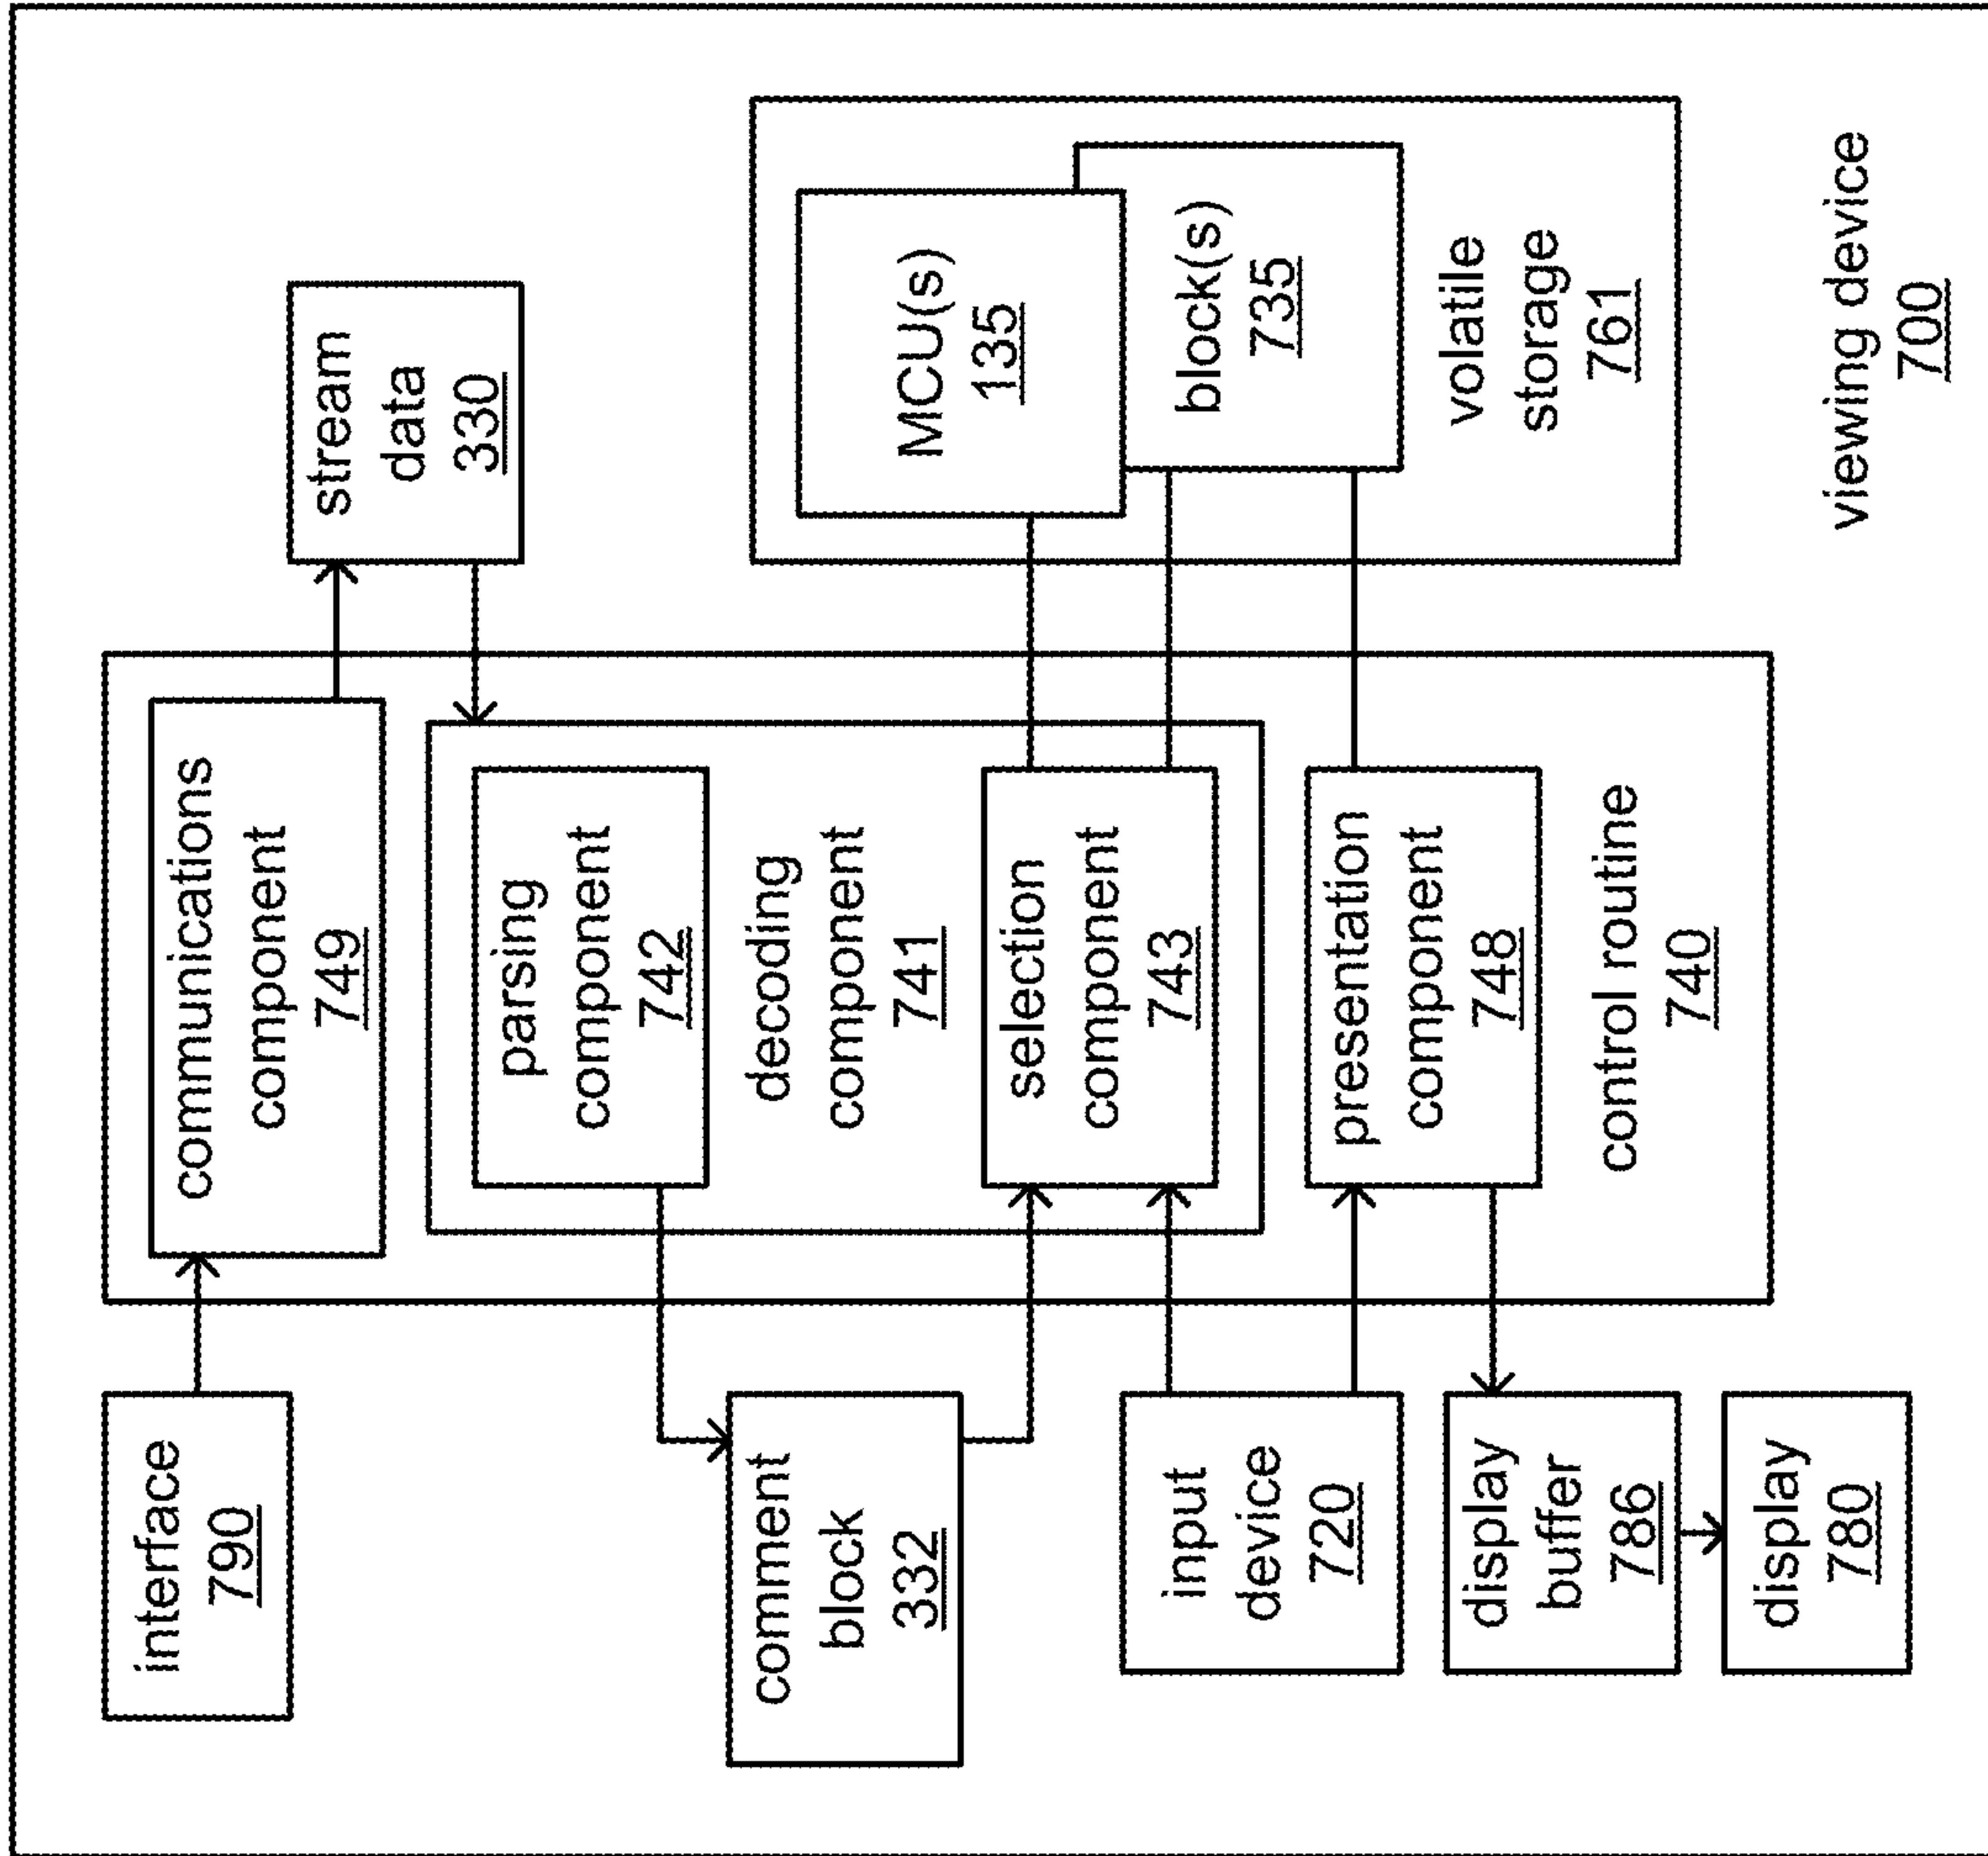 interface
790
communications
component
749
stream
data
330
parsing
component
742
decoding
component
741
selection
component
743
comment
block
332
input
device
720
presentation
component
748
control routine
740
display
buffer
786
display
780
MCU(s)
135
block(s)
735
volatile
storage
761
viewing device
700